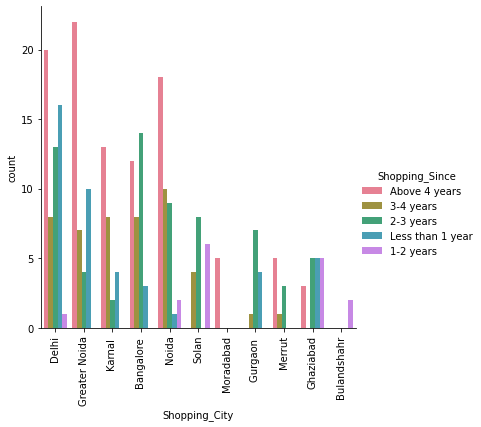 20
15
10
5
0
count
Delhi
Greater Noida
Karnal
Bangalore
Noida
Solan
Moradabad
Gurgaon
Merrut
Ghaziabad
Bulandshahr
Shopping_City
Shopping_Since
Above 4 years
3-4 years
2-3 years
Less than 1 year
1-2 years